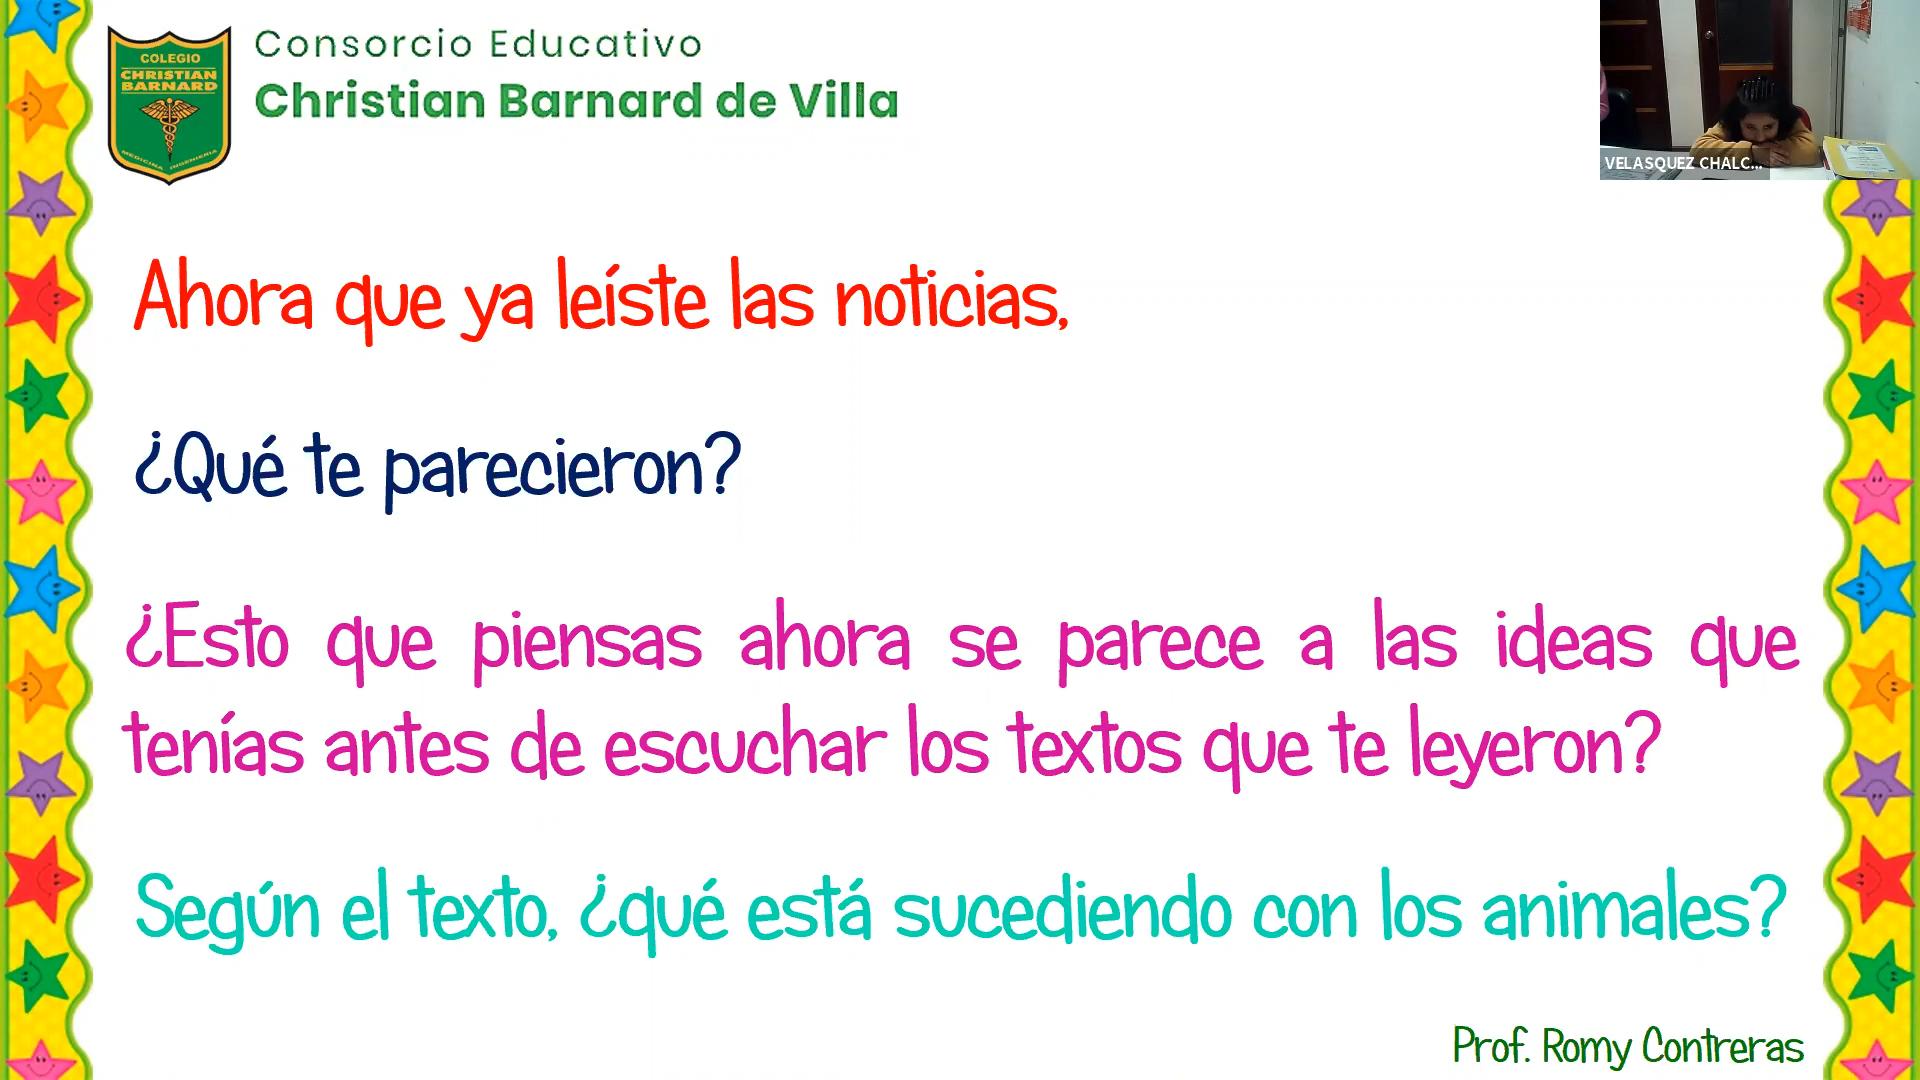 COLEGIO
CHRISTIAN
BARNARD
MEDICINA INGENIERIA
Consorcio Educativo
Christian Barnard de Villa
VELASQUEZ CHALC...
Ahora que ya leíste las noticias,
¿Qué te parecieron?
¿Esto que piensas ahora se parece a las ideas que
tenías antes de escuchar los textos que te leyeron?
Según el texto, ¿qué está sucediendo con los animales?
Prof. Romy Contreras